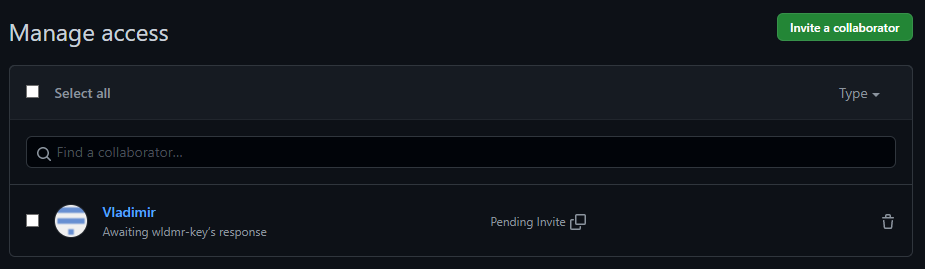 Manage access
Invite a collaborator
Select all
Type
Find a collaborator...
Vladimir
Awaiting wldmr-key's response
Pending Invite